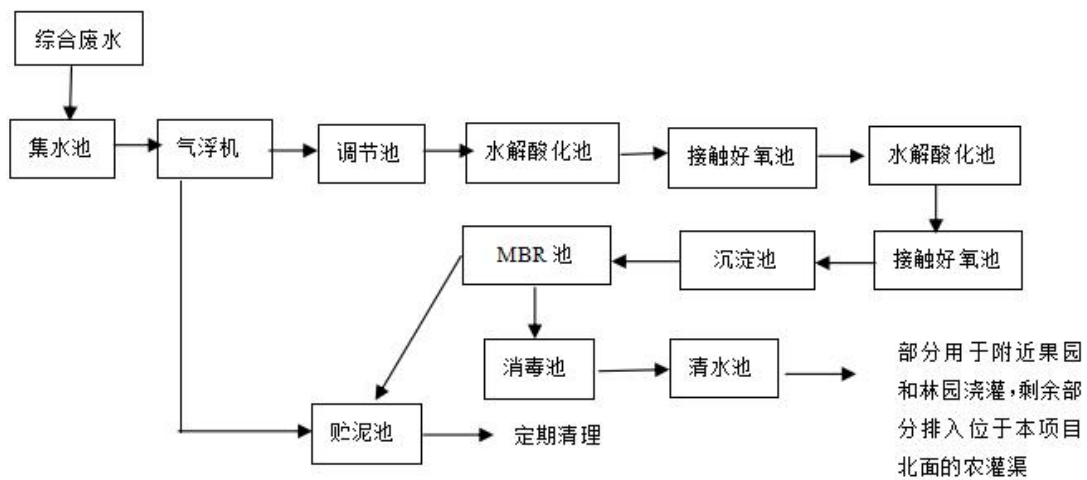 综合废水
集水池
气浮机
调节池
水解酸化池
接触好氧池
水解酸化池
MBR 池
沉淀池
接触好氧池
消毒池
清水池
部分用于附近果园
和林园浇灌,剩余部
分排入位于本项目
北面的农灌渠
贮泥池
定期清理